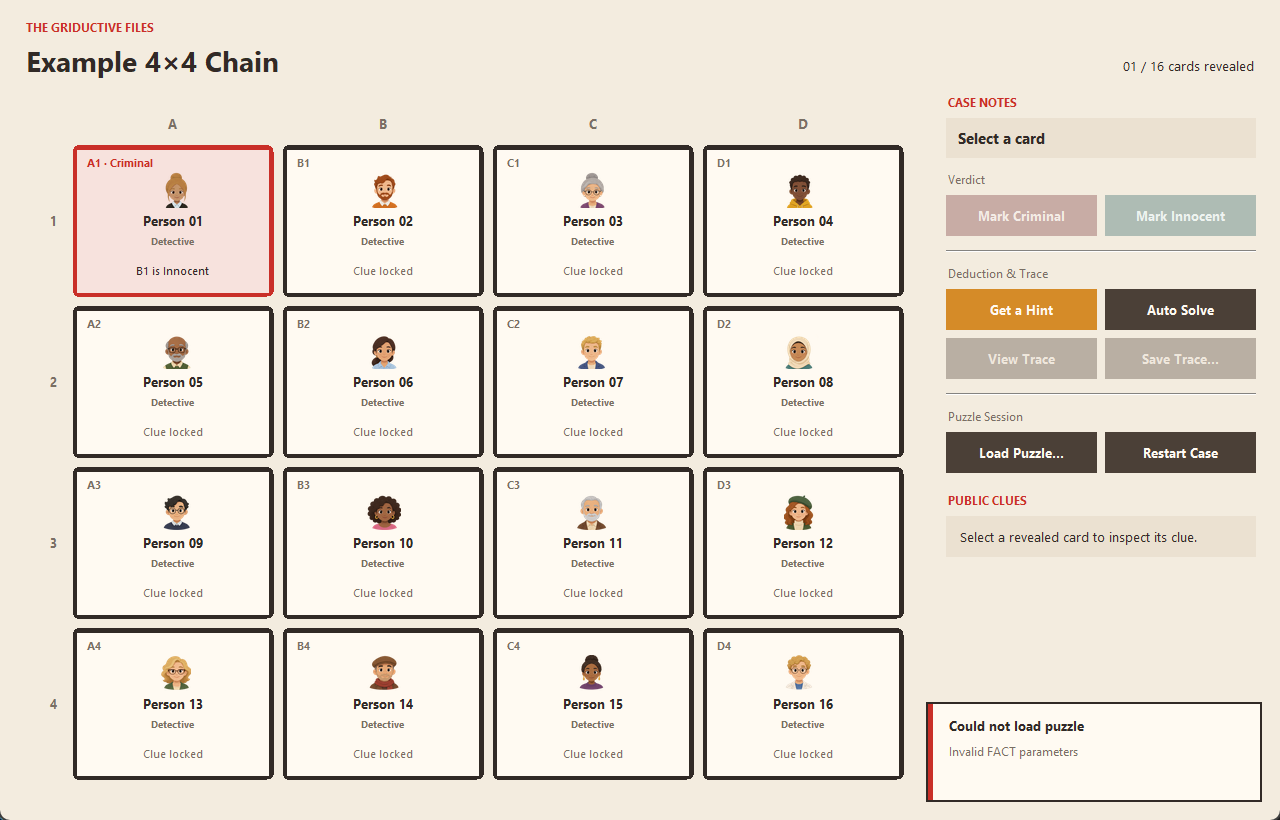 THE GRIDUCTIVE FILES
Example 4×4 Chain
01 / 16 cards revealed
A B C D
1
A1 · Criminal
Person 01
Detective
B1 is Innocent
B1
Person 02
Detective
Clue locked
C1
Person 03
Detective
Clue locked
D1
Person 04
Detective
Clue locked
2
A2
Person 05
Detective
Clue locked
B2
Person 06
Detective
Clue locked
C2
Person 07
Detective
Clue locked
D2
Person 08
Detective
Clue locked
3
A3
Person 09
Detective
Clue locked
B3
Person 10
Detective
Clue locked
C3
Person 11
Detective
Clue locked
D3
Person 12
Detective
Clue locked
4
A4
Person 13
Detective
Clue locked
B4
Person 14
Detective
Clue locked
C4
Person 15
Detective
Clue locked
D4
Person 16
Detective
Clue locked
CASE NOTES
Select a card
Verdict
Mark Criminal
Mark Innocent
Deduction & Trace
Get a Hint
Auto Solve
View Trace
Save Trace...
Puzzle Session
Load Puzzle...
Restart Case
PUBLIC CLUES
Select a revealed card to inspect its clue.
Could not load puzzle
Invalid FACT parameters